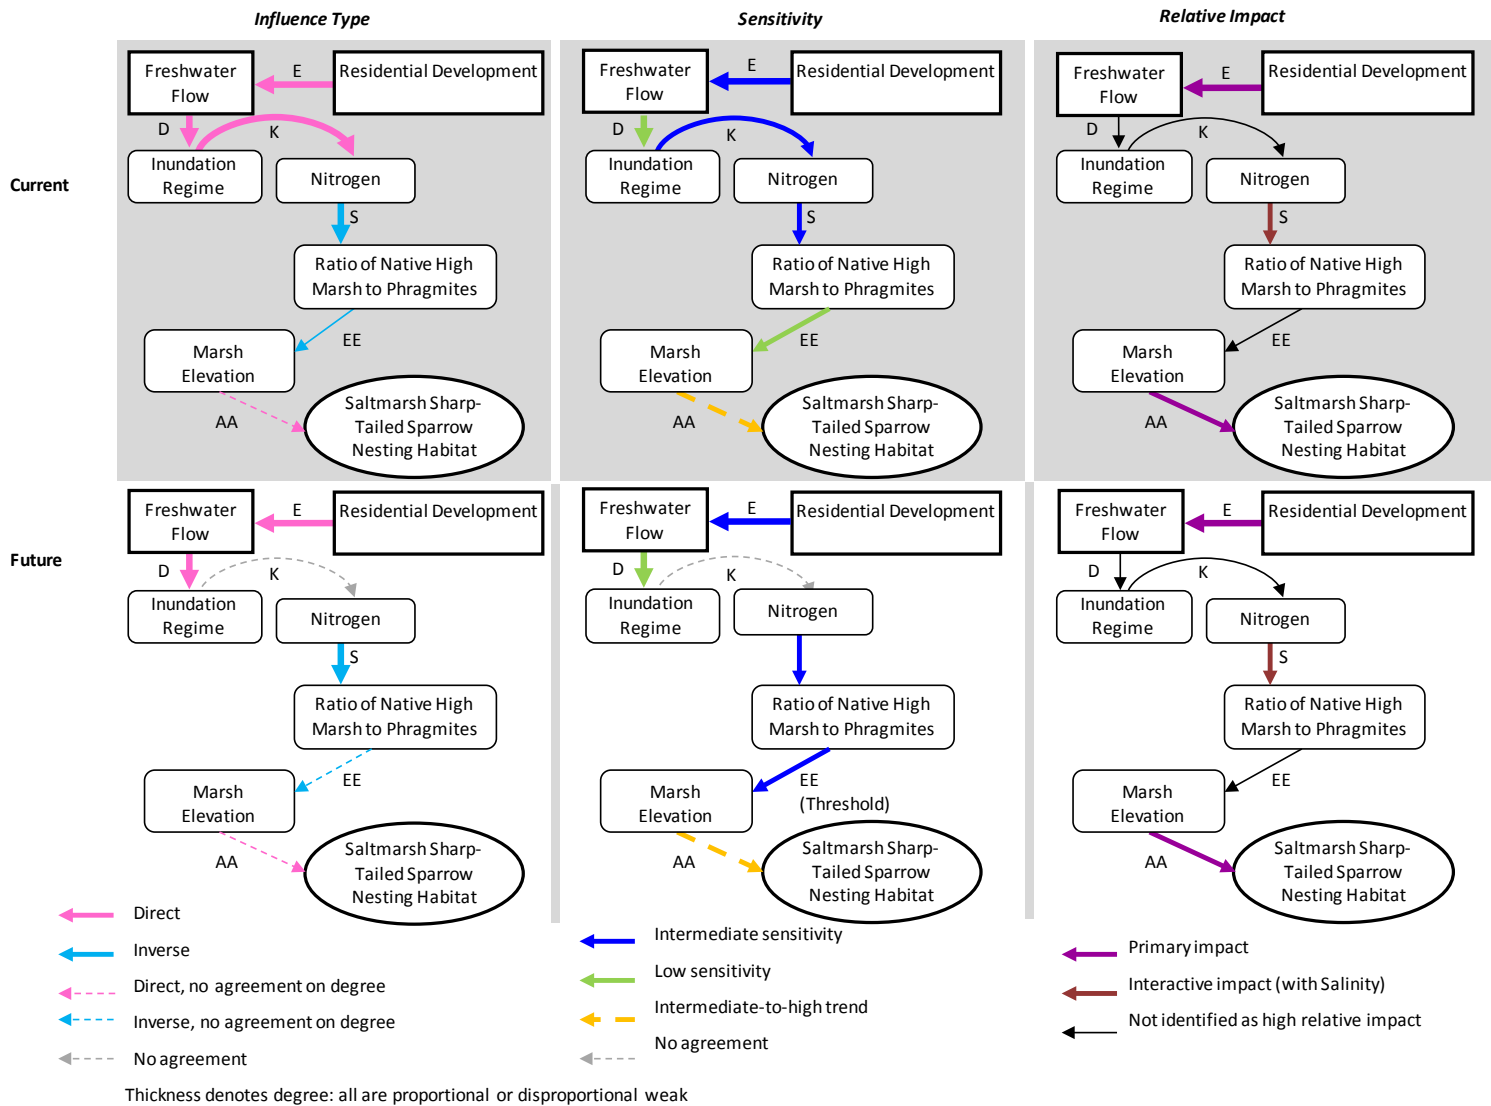 Influence Type
Sensitivity
Relative Impact
Current
Freshwater
Flow
E
Residential Development
D
K
Inundation
Regime
Nitrogen
S
Ratio of Native High
Marsh to Phragmites
EE
Marsh
Elevation
AA
Saltmarsh Sharp-
Tailed Sparrow
Nesting Habitat
Freshwater
Flow
E
Residential Development
D
K
Inundation
Regime
Nitrogen
S
Ratio of Native High
Marsh to Phragmites
EE
Marsh
Elevation
AA
Saltmarsh Sharp-
Tailed Sparrow
Nesting Habitat
Freshwater
Flow
E
Residential Development
D
K
Inundation
Regime
Nitrogen
S
Ratio of Native High
Marsh to Phragmites
EE
Marsh
Elevation
AA
Saltmarsh Sharp-
Tailed Sparrow
Nesting Habitat
Future
Freshwater
Flow
E
Residential Development
D
K
Inundation
Regime
Nitrogen
S
Ratio of Native High
Marsh to Phragmites
EE
Marsh
Elevation
AA
Saltmarsh Sharp-
Tailed Sparrow
Nesting Habitat
Freshwater
Flow
E
Residential Development
D
K
Inundation
Regime
Nitrogen
Ratio of Native High
Marsh to Phragmites
EE
(Threshold)
Marsh
Elevation
AA
Saltmarsh Sharp-
Tailed Sparrow
Nesting Habitat
Freshwater
Flow
E
Residential Development
D
K
Inundation
Regime
Nitrogen
S
Ratio of Native High
Marsh to Phragmites
EE
Marsh
Elevation
AA
Saltmarsh Sharp-
Tailed Sparrow
Nesting Habitat
Direct
Inverse
Direct, no agreement on degree
Inverse, no agreement on degree
No agreement
Intermediate sensitivity
Low sensitivity
Intermediate-to-high trend
No agreement
Primary impact
Interactive impact (with Salinity)
Not identified as high relative impact
Thickness denotes degree: all are proportional or disproportional weak